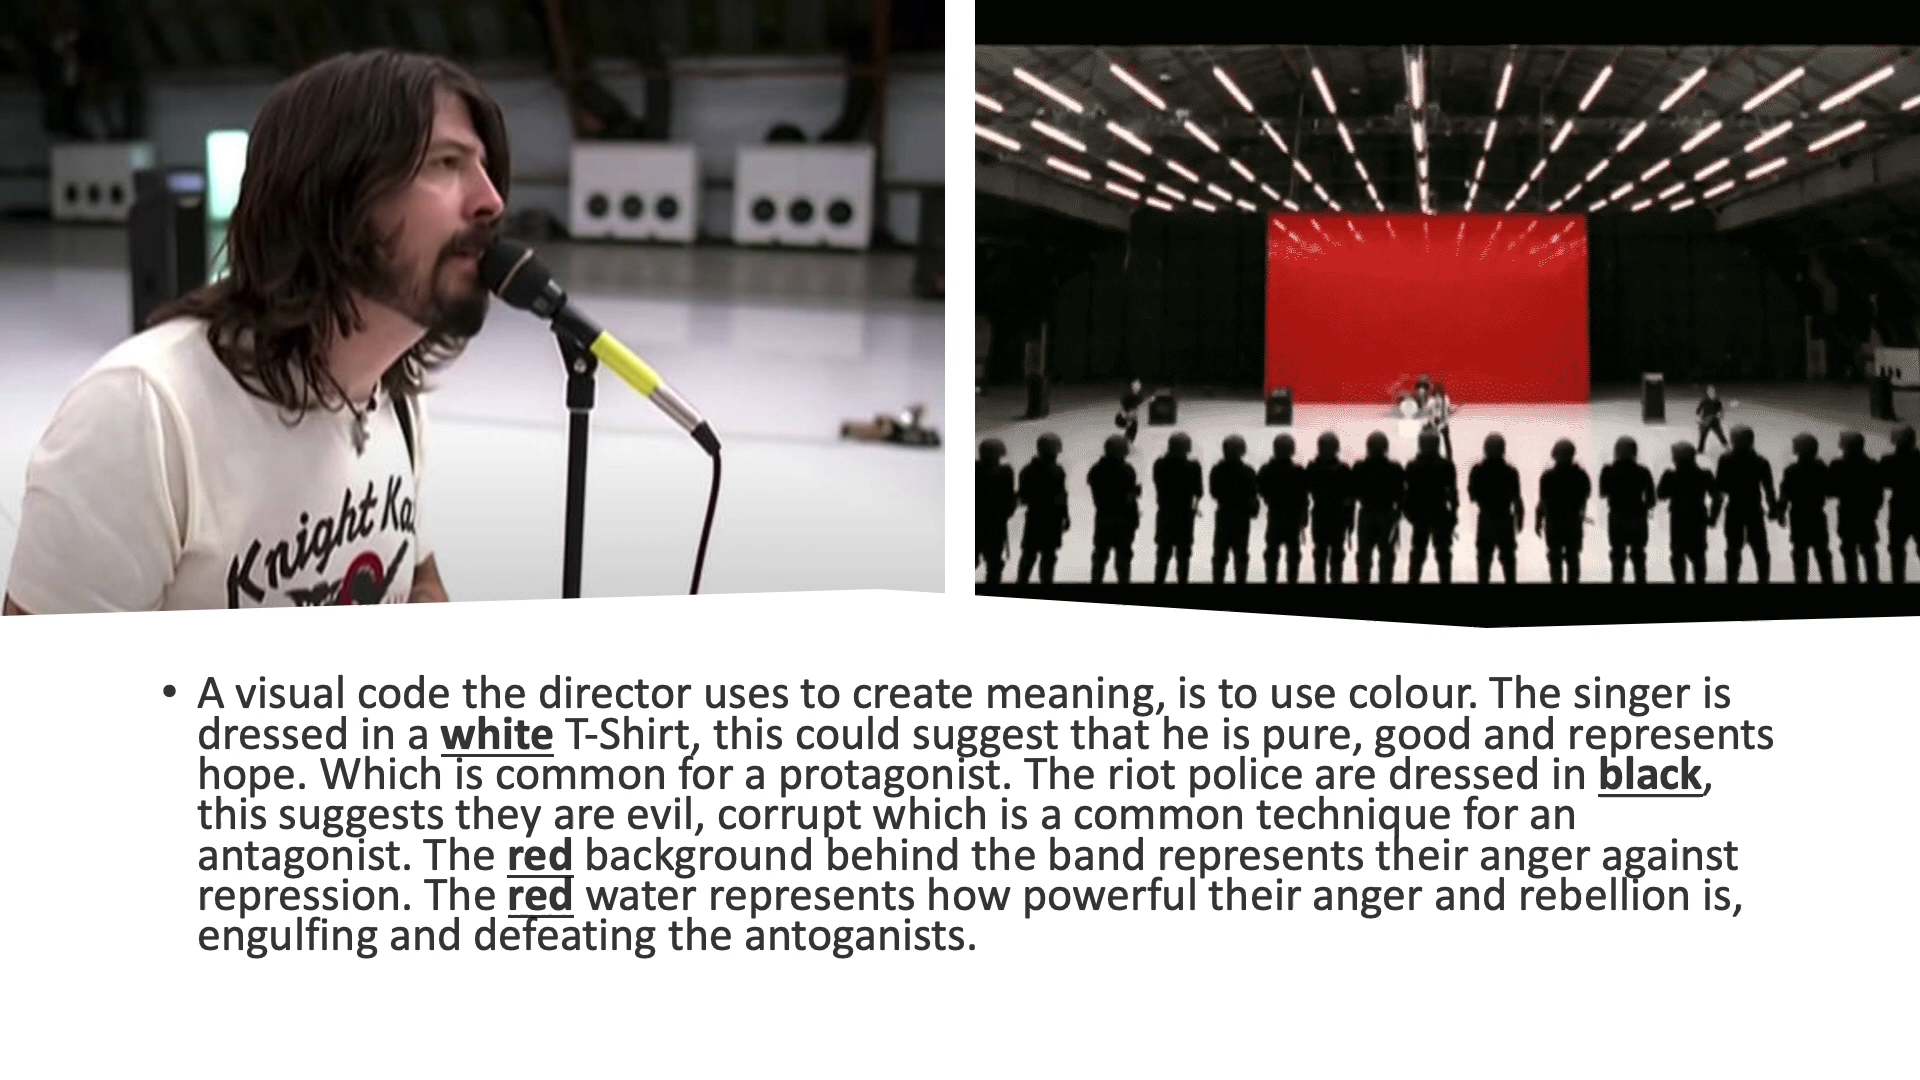 Knight Ka
• A visual code the director uses to create meaning, is to use colour. The singer is
dressed in a white T-Shirt, this could suggest that he is pure, good and represents
hope. Which is common for a protagonist. The riot police are dressed in black,
this suggests they are evil, corrupt which is a common technique for an
antagonist. The red background behind the band represents their anger against
repression. The red water represents how powerful their anger and rebellion is,
engulfing and defeating the antoganists.